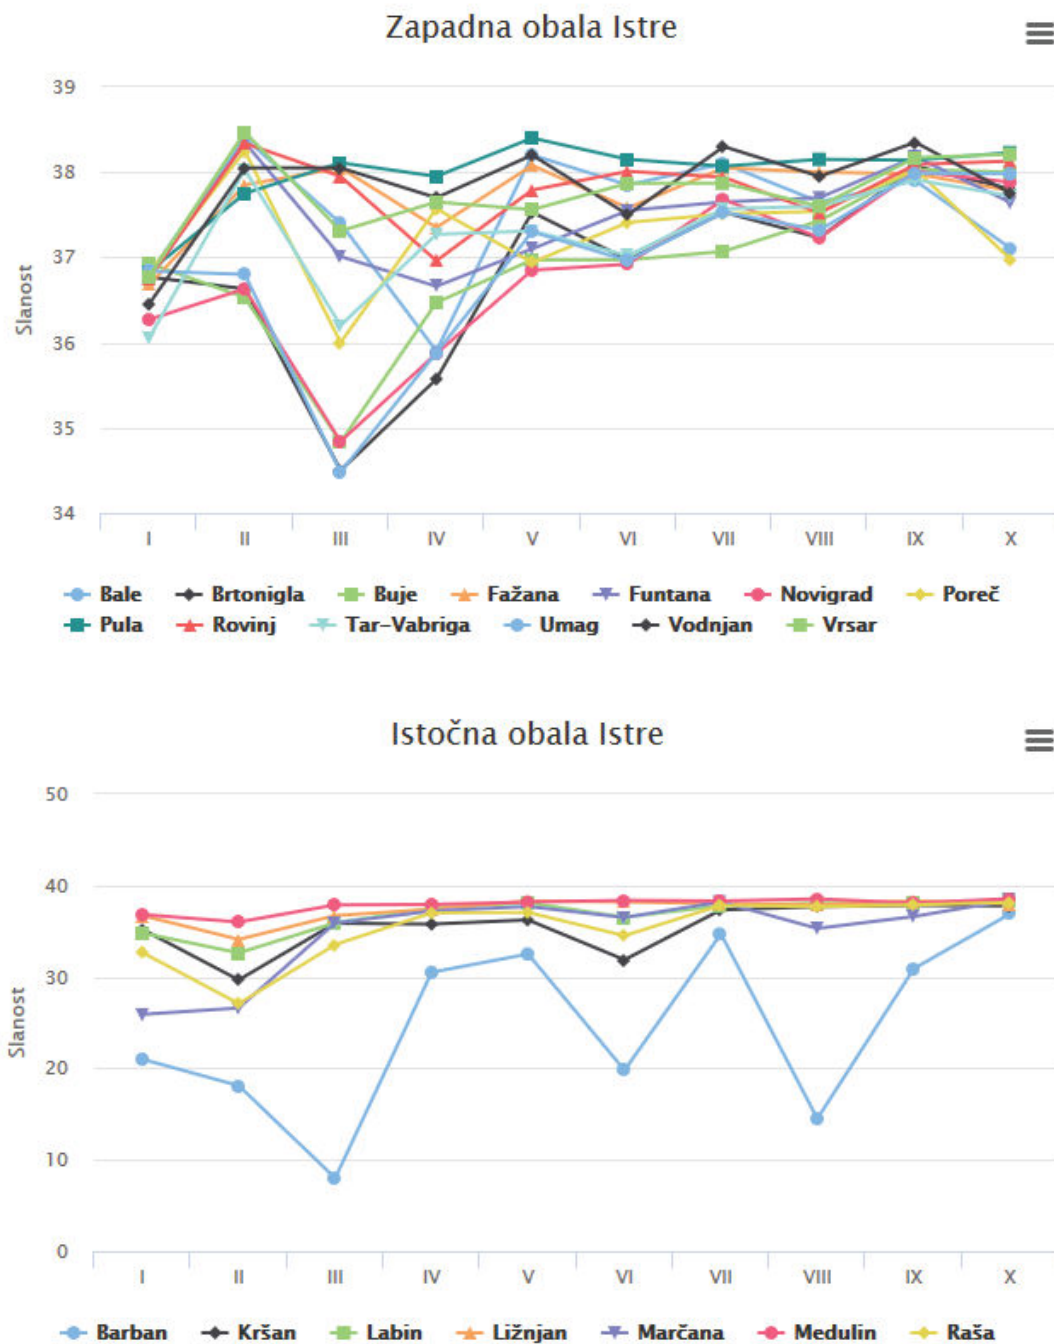 Zapadna obala Istre
39
38
37
36
35
34
Slanost
I II III IV V VI VII VIII IX X
Bale Brtonigla Buje Fažana Funtana Novigrad Poreč
Pula Rovinj Tar-Vabriga Umag Vodnjan Vrsar
Istočna obala Istre
50
40
30
20
10
0
Slanost
I II III IV V VI VII VIII IX X
Barban Kršan Labin Ližnjan Marčana Medulin Raša